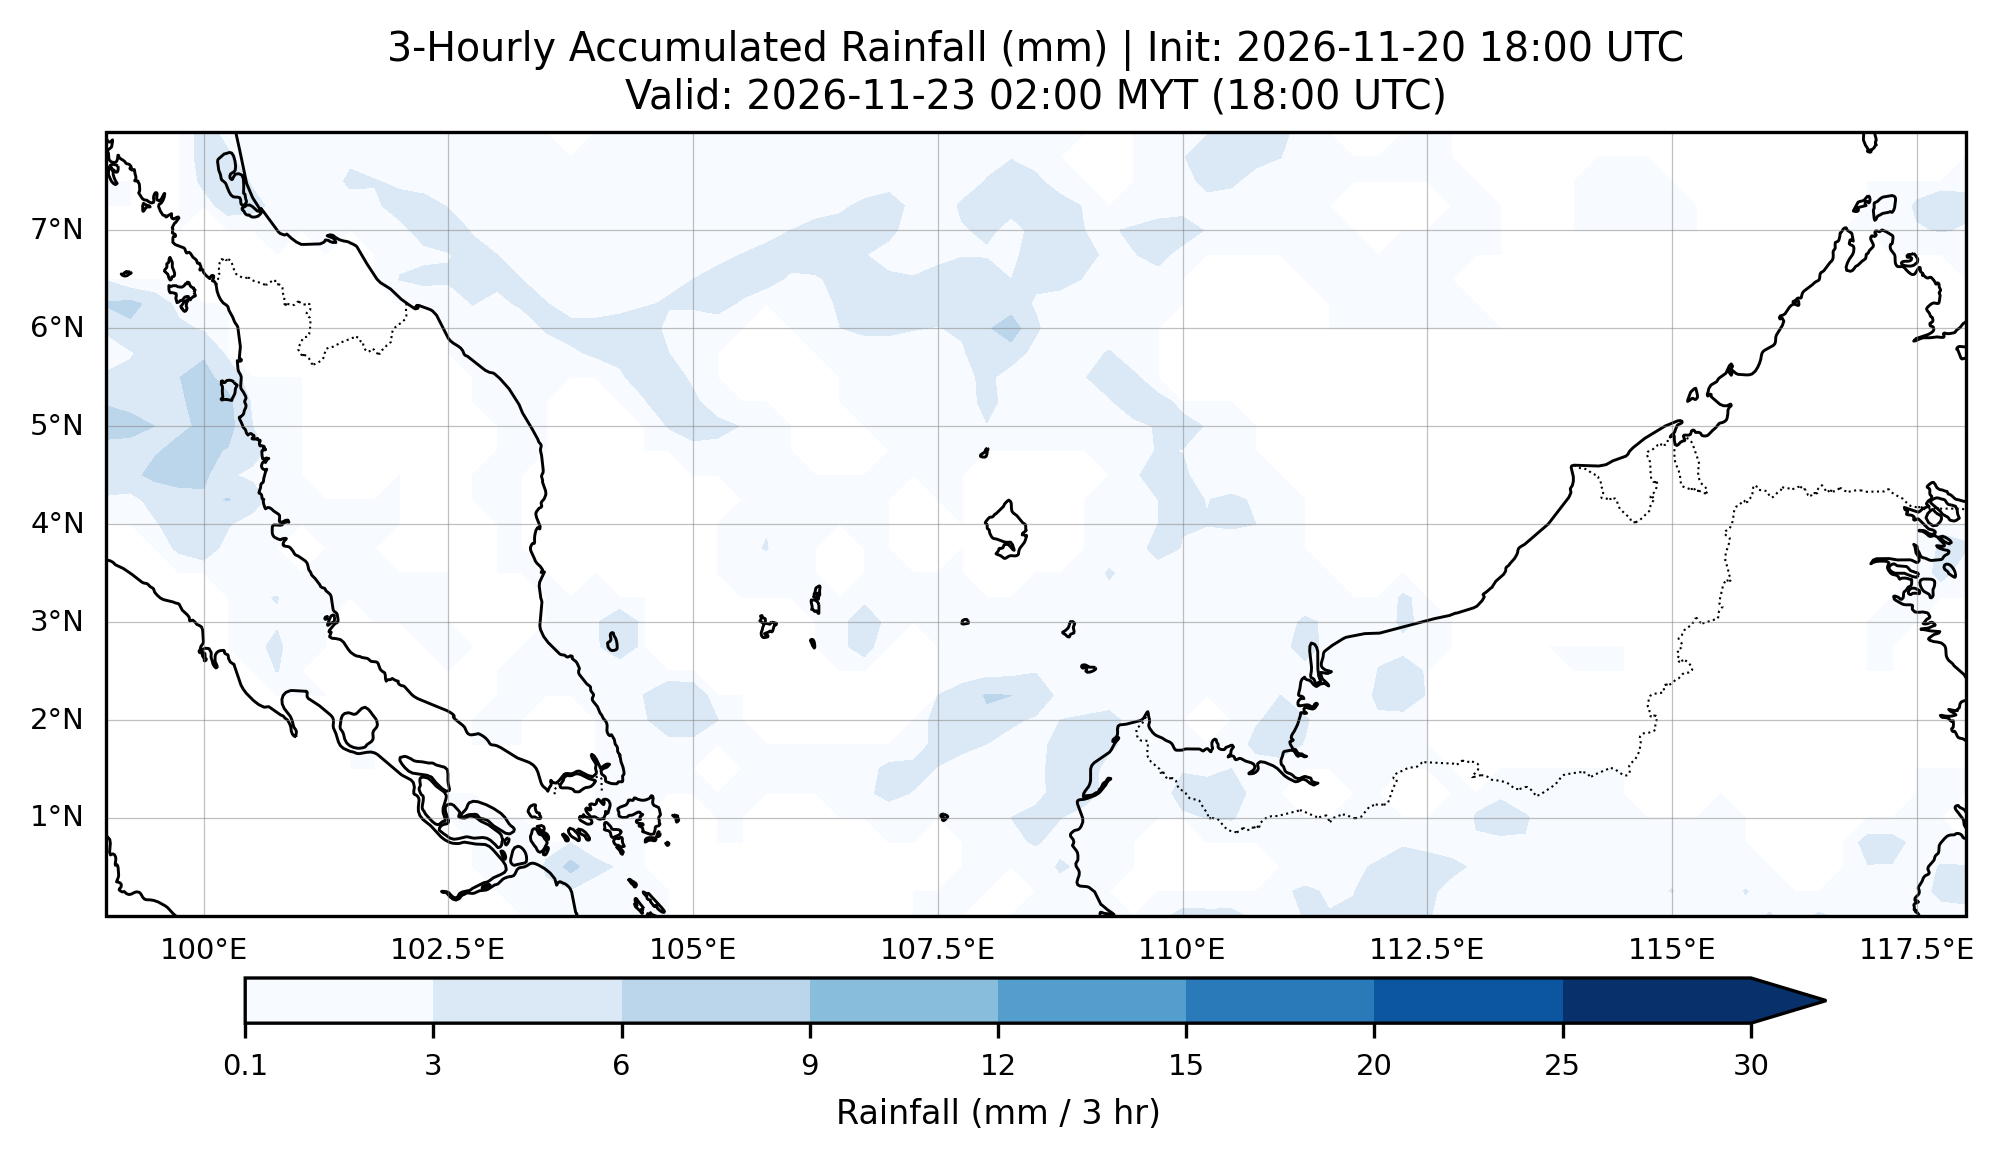 3-Hourly Accumulated Rainfall (mm) | Init: 2026-11-20 18:00 UTC
Valid: 2026-11-23 02:00 MYT (18:00 UTC)
7°N
6°N
5°N
4°N
3°N
2°N
1°N
100°E 102.5°E 105°E 107.5°E 110°E 112.5°E 115°E 117.5°E
0.1 3 6 9 12 15 20 25 30
Rainfall (mm / 3 hr)